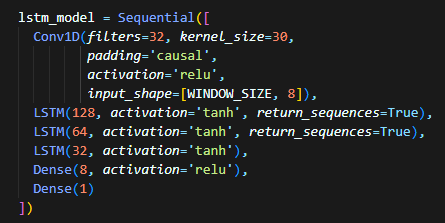 lstm_model = Sequential([
Conv1D(filters=32, kernel_size=30,
padding='causal',
activation='relu',
input_shape=[WINDOW_SIZE, 8]),
LSTM(128, activation='tanh', return_sequences=True),
LSTM(64, activation='tanh', return_sequences=True),
LSTM(32, activation='tanh'),
Dense(8, activation='relu'),
Dense(1)
])